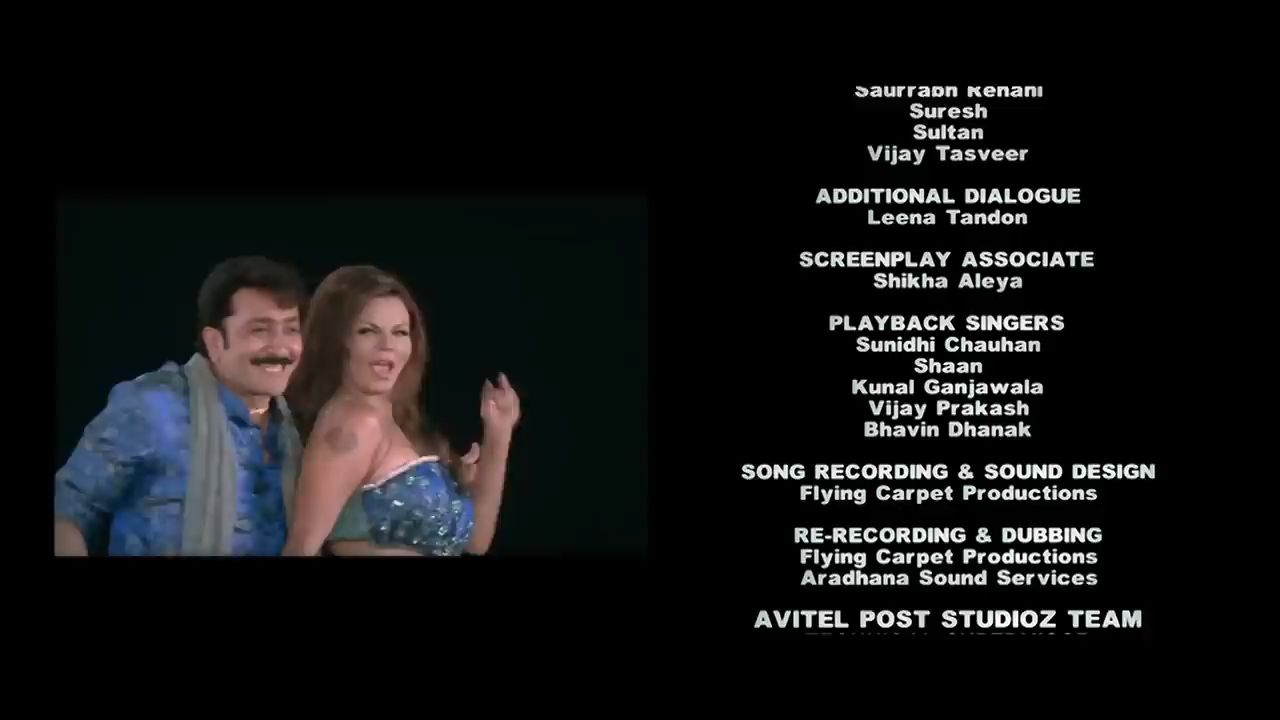 Saurrabh Renani
Suresh
Sultan
Vijay Tasveer
ADDITIONAL DIALOGUE
Leena Tandon
SCREENPLAY ASSOCIATE
Shikha Aleya
PLAYBACK SINGERS
Sunidhi Chauhan
Shaan
Kunal Ganjawala
Vijay Prakash
Bhavin Dhanak
SONG RECORDING & SOUND DESIGN
Flying Carpet Productions
RE-RECORDING & DUBBING
Flying Carpet Productions
Aradhana Sound Services
AVITEL POST STUDIOZ TEAM